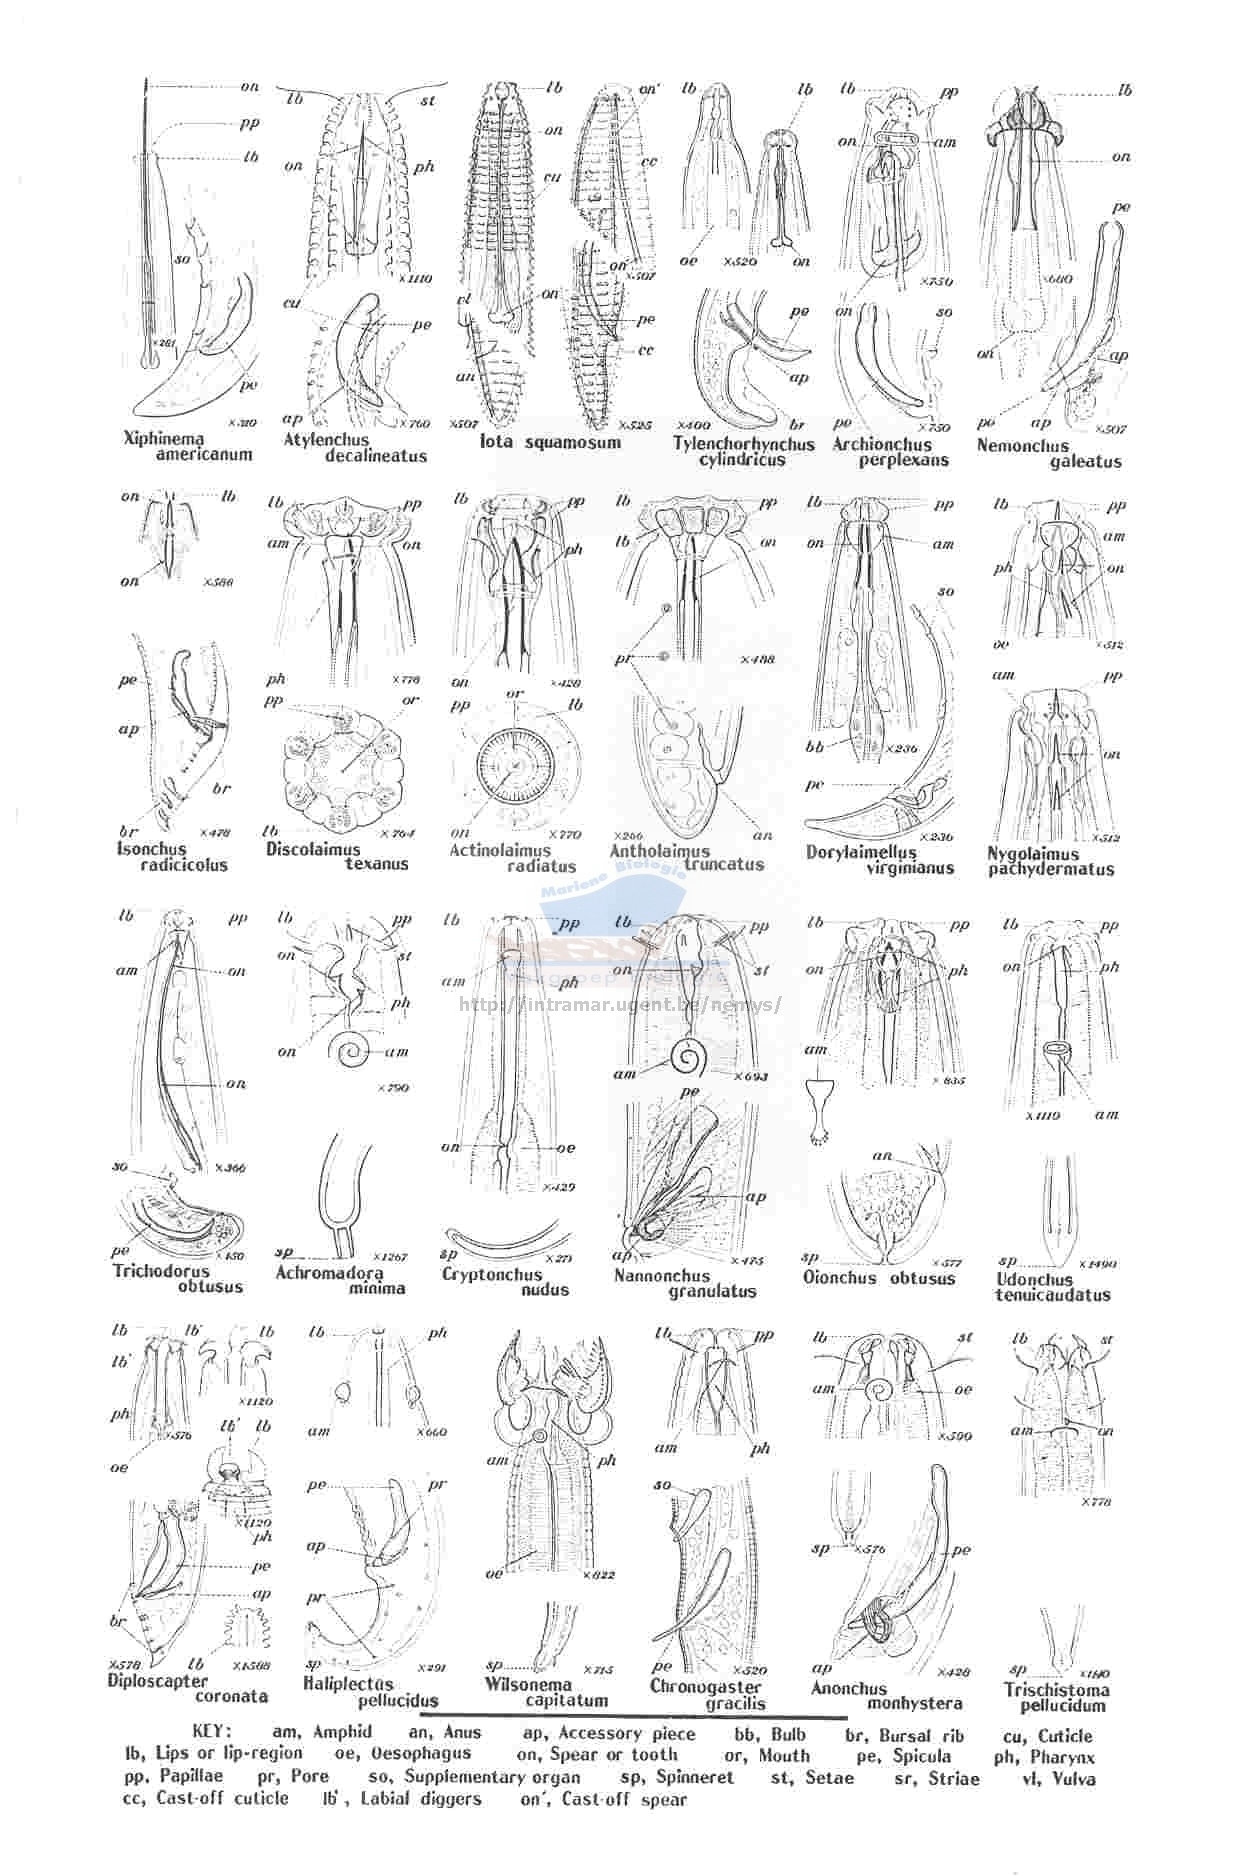 on
pp
lb
so
×261
pe
×310
Xiphinema
americanum
lb
st
on
ph
×1110
cu
pe
ap
×760
Atylenchus
decalineatus
lb
on
cu
on'
cc
on'
×507
on
vl
pe
cc
an
×507
×525
Iota squamosum
lb
lb
oe
×520
on
pe
ap
×400
br
Tylenchorhynchus
cylindricus
lb
pp
on
am
×750
on
so
pe
×750
Archionchus
perplexans
lb
on
pe
×600
on
ap
po
ap
×507
Nemonchus
galeatus
on
lb
on
×586
pe
ap
br
br
×478
Isonchus
radicicolus
lb
pp
am
on
ph
×778
pp
or
lb
×764
Discolaimus
texanus
lb
pp
ph
on
×428
pp
or
lb
on
×770
Actinolaimus
radiatus
lb
pp
lb
on
pr
×488
×266
an
Antholaimus
truncatus
lb
pp
on
am
so
bb
×236
pe
×236
Dorylaimellus
virginianus
lb
pp
am
ph
on
oe
×512
am
pp
on
×512
Nygolaimus
pachydermatus
Mariene Biologie
http://intramar.ugent.be/nemys/
lb
pp
am
on
on
so
×366
pe
×450
Trichodorus
obtusus
lb
pp
on
st
ph
on
am
×790
sp
×1267
Achromadora
minima
lb
pp
am
ph
on
oe
×429
sp
×271
Cryptonchus
nudus
lb
pp
on
st
am
×693
pe
ap
ap
×475
Nannonchus
granulatus
lb
pp
on
ph
am
×835
an
sp
×577
Oionchus obtusus
lb
pp
on
ph
×1119
am
sp
×1490
Udonchus
tenuicaudatus
lb
lb'
lb
lb'
×1120
ph
×576
lb'
lb
oe
×1120
ph
pe
ap
br
×578
lb
×1568
Diploscapter
coronata
lb
ph
am
×660
pe
pr
ap
pr
sp
×291
Haliplectus
pellucidus
am
ph
oe
×822
sp
×715
Wilsonema
capitatum
lb
pp
am
ph
so
pe
×520
Chronogaster
gracilis
lb
st
am
oe
×590
sp
×576
pe
ap
×428
Anonchus
monhystera
lb
st
am
on
×778
sp
Trischistoma
pellucidum
KEY: am, Amphid an, Anus ap, Accessory piece bb, Bulb br, Bursal rib cu, Cuticle
lb, Lips or lip-region oe, Oesophagus on, Spear or tooth or, Mouth pe, Spicula ph, Pharynx
pp. Papillae pr, Pore so, Supplementary organ sp, Spinneret st, Setae sr, Striae vl, Vulva
cc, Cast-off cuticle lb', Labial diggers on', Cast-off spear